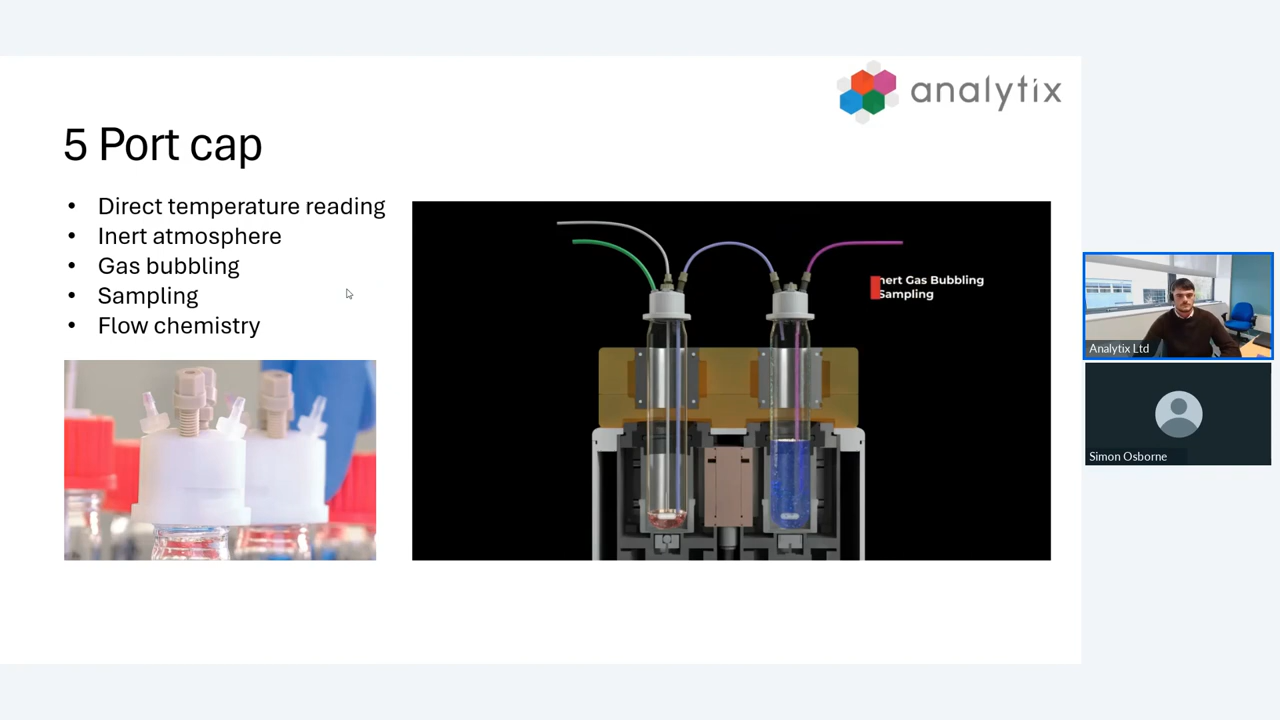 analytix
5 Port cap
• Direct temperature reading
• Inert atmosphere
• Gas bubbling
• Sampling
• Flow chemistry
nert Gas Bubbling
Sampling
Analytix Ltd
Simon Osborne